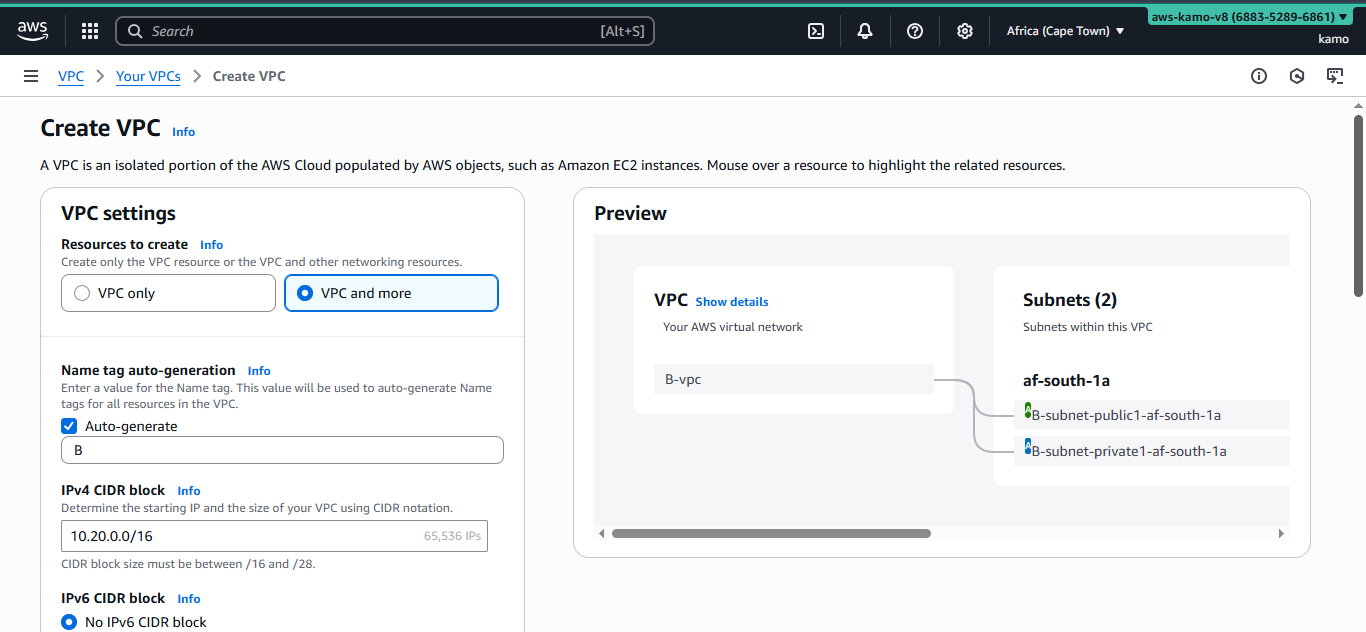 aws
Search [Alt+S]
Africa (Cape Town) ▼
aws-kamo-v8 (6883-5289-6861) ▼
kamo
VPC > Your VPCs > Create VPC
Create VPC Info
A VPC is an isolated portion of the AWS Cloud populated by AWS objects, such as Amazon EC2 instances. Mouse over a resource to highlight the related resources.
VPC settings
Resources to create Info
Create only the VPC resource or the VPC and other networking resources.
VPC only
VPC and more
Name tag auto-generation Info
Enter a value for the Name tag. This value will be used to auto-generate Name
tags for all resources in the VPC.
Auto-generate
B
IPv4 CIDR block Info
Determine the starting IP and the size of your VPC using CIDR notation.
10.20.0.0/16 65,536 IPs
CIDR block size must be between /16 and /28.
IPv6 CIDR block Info
No IPv6 CIDR block
Preview
VPC Show details
Your AWS virtual network
B-vpc
Subnets (2)
Subnets within this VPC
af-south-1a
A
B-subnet-public1-af-south-1a
A
B-subnet-private1-af-south-1a